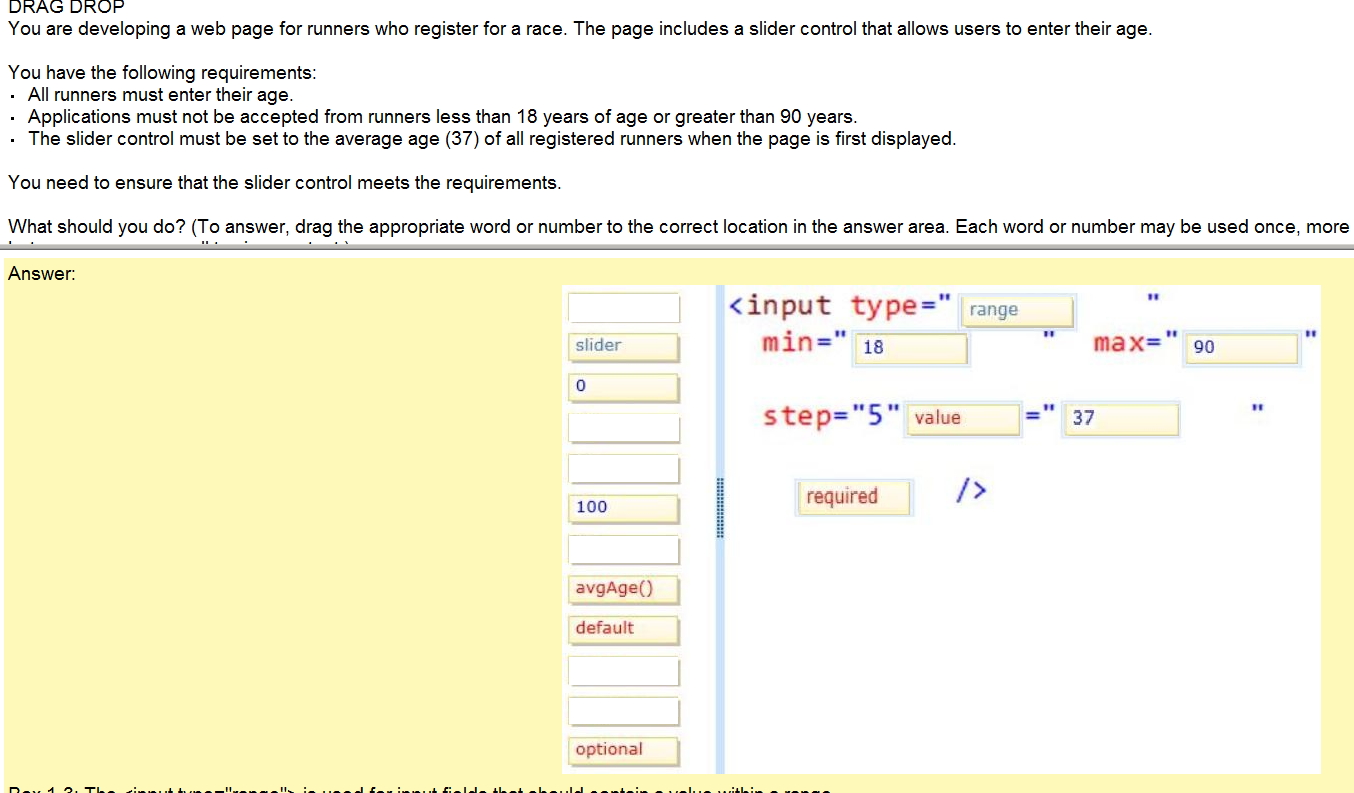 DRAG DROP
You are developing a web page for runners who register for a race. The page includes a slider control that allows users to enter their age.
You have the following requirements:
· All runners must enter their age.
· Applications must not be accepted from runners less than 18 years of age or greater than 90 years.
· The slider control must be set to the average age (37) of all registered runners when the page is first displayed.
You need to ensure that the slider control meets the requirements.
What should you do? (To answer, drag the appropriate word or number to the correct location in the answer area. Each word or number may be used once, more
Answer:
slider
0
100
avgAge()
default
optional
<input type=" range "
min=" 18 " max=" 90 "
step="5" value =" 37 "
required />